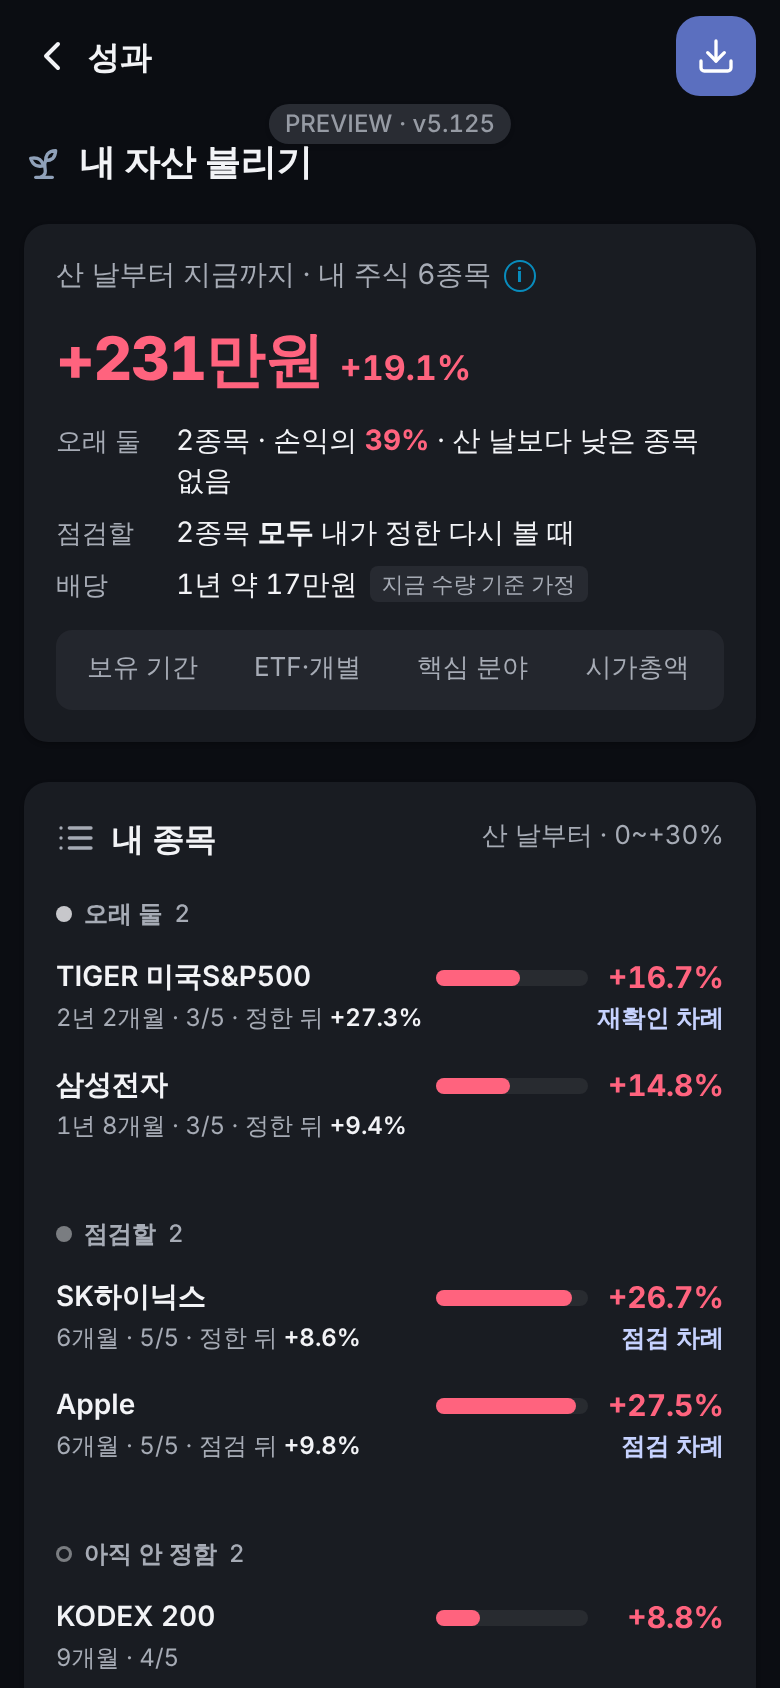 성과
PREVIEW · v5.125
내 자산 불리기
산 날부터 지금까지 · 내 주식 6종목 i
+231만원 +19.1%
오래 둘 2종목 · 손익의 39% · 산 날보다 낮은 종목
없음
점검할 2종목 모두 내가 정한 다시 볼 때
배당 1년 약 17만원 지금 수량 기준 가정
보유 기간 ETF·개별 핵심 분야 시가총액
내 종목 산 날부터 · 0~+30%
오래 둘 2
TIGER 미국S&P500 +16.7%
2년 2개월 · 3/5 · 정한 뒤 +27.3% 재확인 차례
삼성전자 +14.8%
1년 8개월 · 3/5 · 정한 뒤 +9.4%
점검할 2
SK하이닉스 +26.7%
6개월 · 5/5 · 정한 뒤 +8.6% 점검 차례
Apple +27.5%
6개월 · 5/5 · 점검 뒤 +9.8% 점검 차례
아직 안 정함 2
KODEX 200 +8.8%
9개월 · 4/5